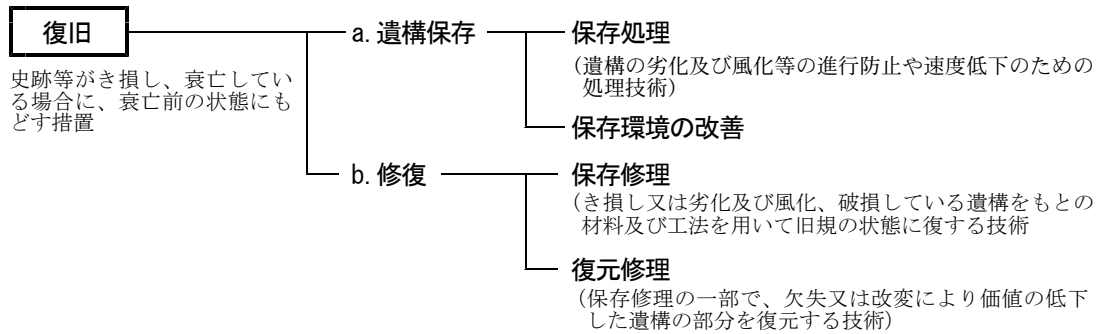 復旧
史跡等がき損し、衰亡してい
る場合に、衰亡前の状態にも
どす措置
a. 遺構保存
保存処理
(遺構の劣化及び風化等の進行防止や速度低下のための
処理技術)
保存環境の改善
b. 修復
保存修理
(き損し又は劣化及び風化、破損している遺構をもとの
材料及び工法を用いて旧規の状態に復する技術
復元修理
(保存修理の一部で、欠失又は改変により価値の低下
した遺構の部分を復元する技術)